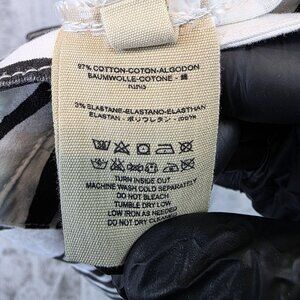 97% COTTON-COTON-ALGODON
BAUMWOLLE-COTONE - 綿
3% ELASTANE-ELASTANO-ELASTHAN
ELASTAN - ポリウレタン -
TURN INSIDE OUT
MACHINE WASH COLD SEPARATELY
DO NOT BLEACH
TUMBLE DRY LOW
LOW IRON AS NEEDED
DO NOT DRY CLEAN